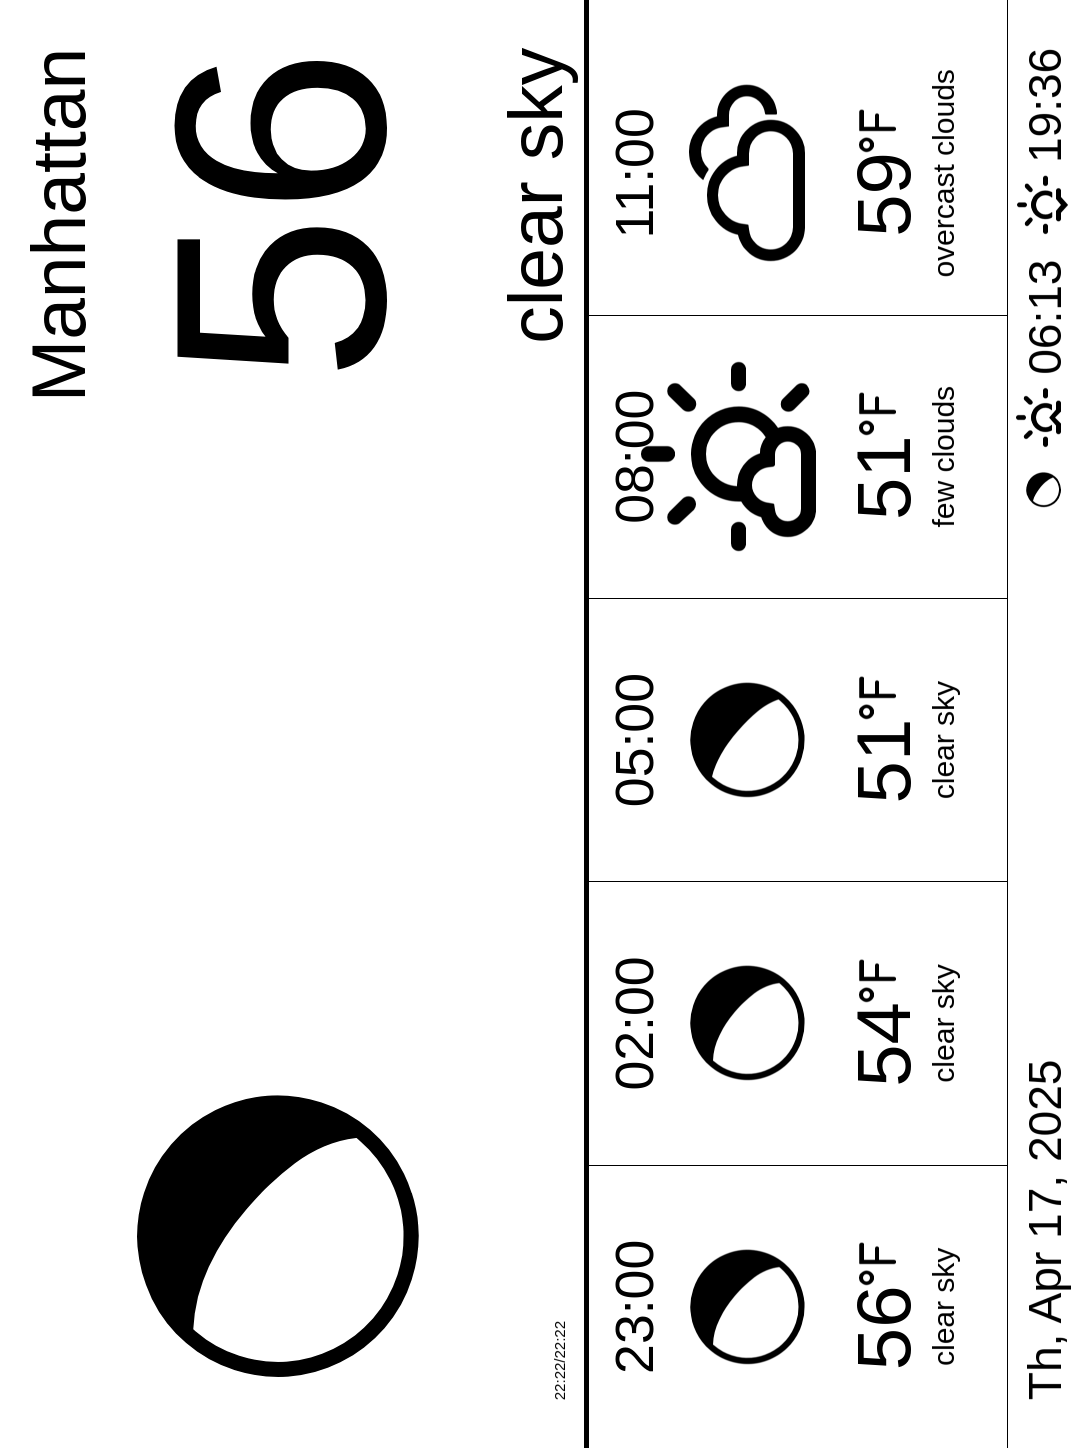 Manhattan
56
clear sky
22:22/22:22
23:00
02:00
05:00
08:00
11:00
56°F
54°F
51°F
51°F
59°F
clear sky
clear sky
clear sky
few clouds
overcast clouds
Th, Apr 17, 2025
06:13
19:36